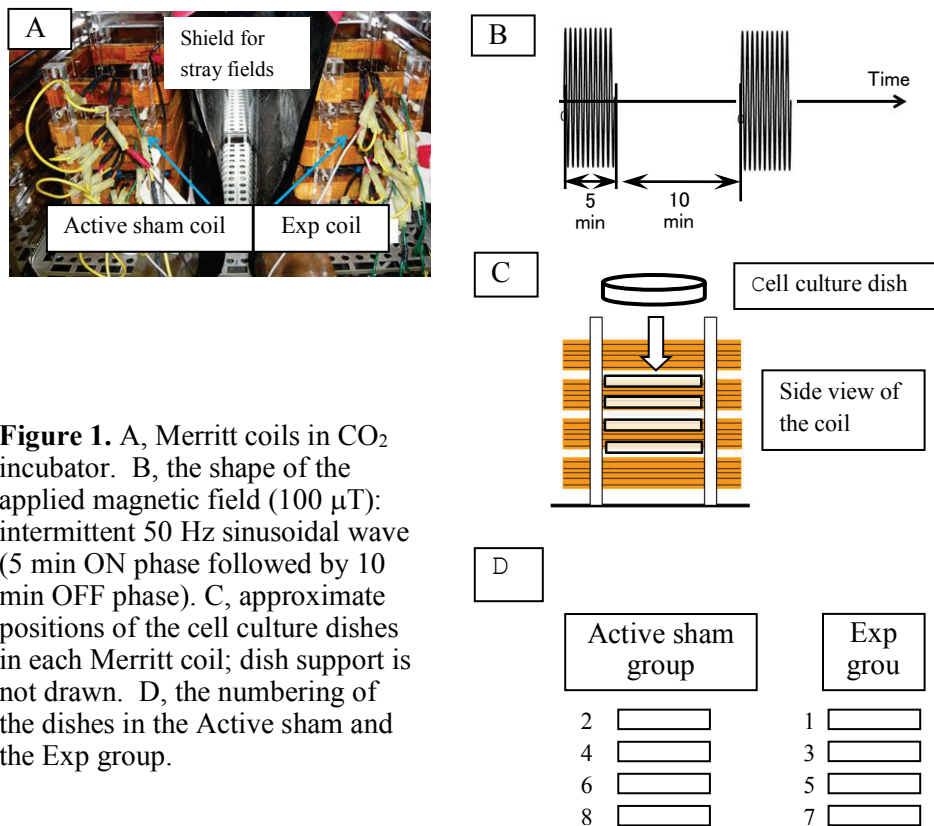 A
Shield for
stray fields
Active sham coil
Exp coil
B
Time
0
0
5
min
10
min
C
Cell culture dish
Side view of
the coil
Figure 1. A, Merritt coils in CO₂
incubator. B, the shape of the
applied magnetic field (100 μT):
intermittent 50 Hz sinusoidal wave
(5 min ON phase followed by 10
min OFF phase). C, approximate
positions of the cell culture dishes
in each Merritt coil; dish support is
not drawn. D, the numbering of
the dishes in the Active sham and
the Exp group.
D
Active sham
group
Exp
grou
2
4
6
8
1
3
5
7